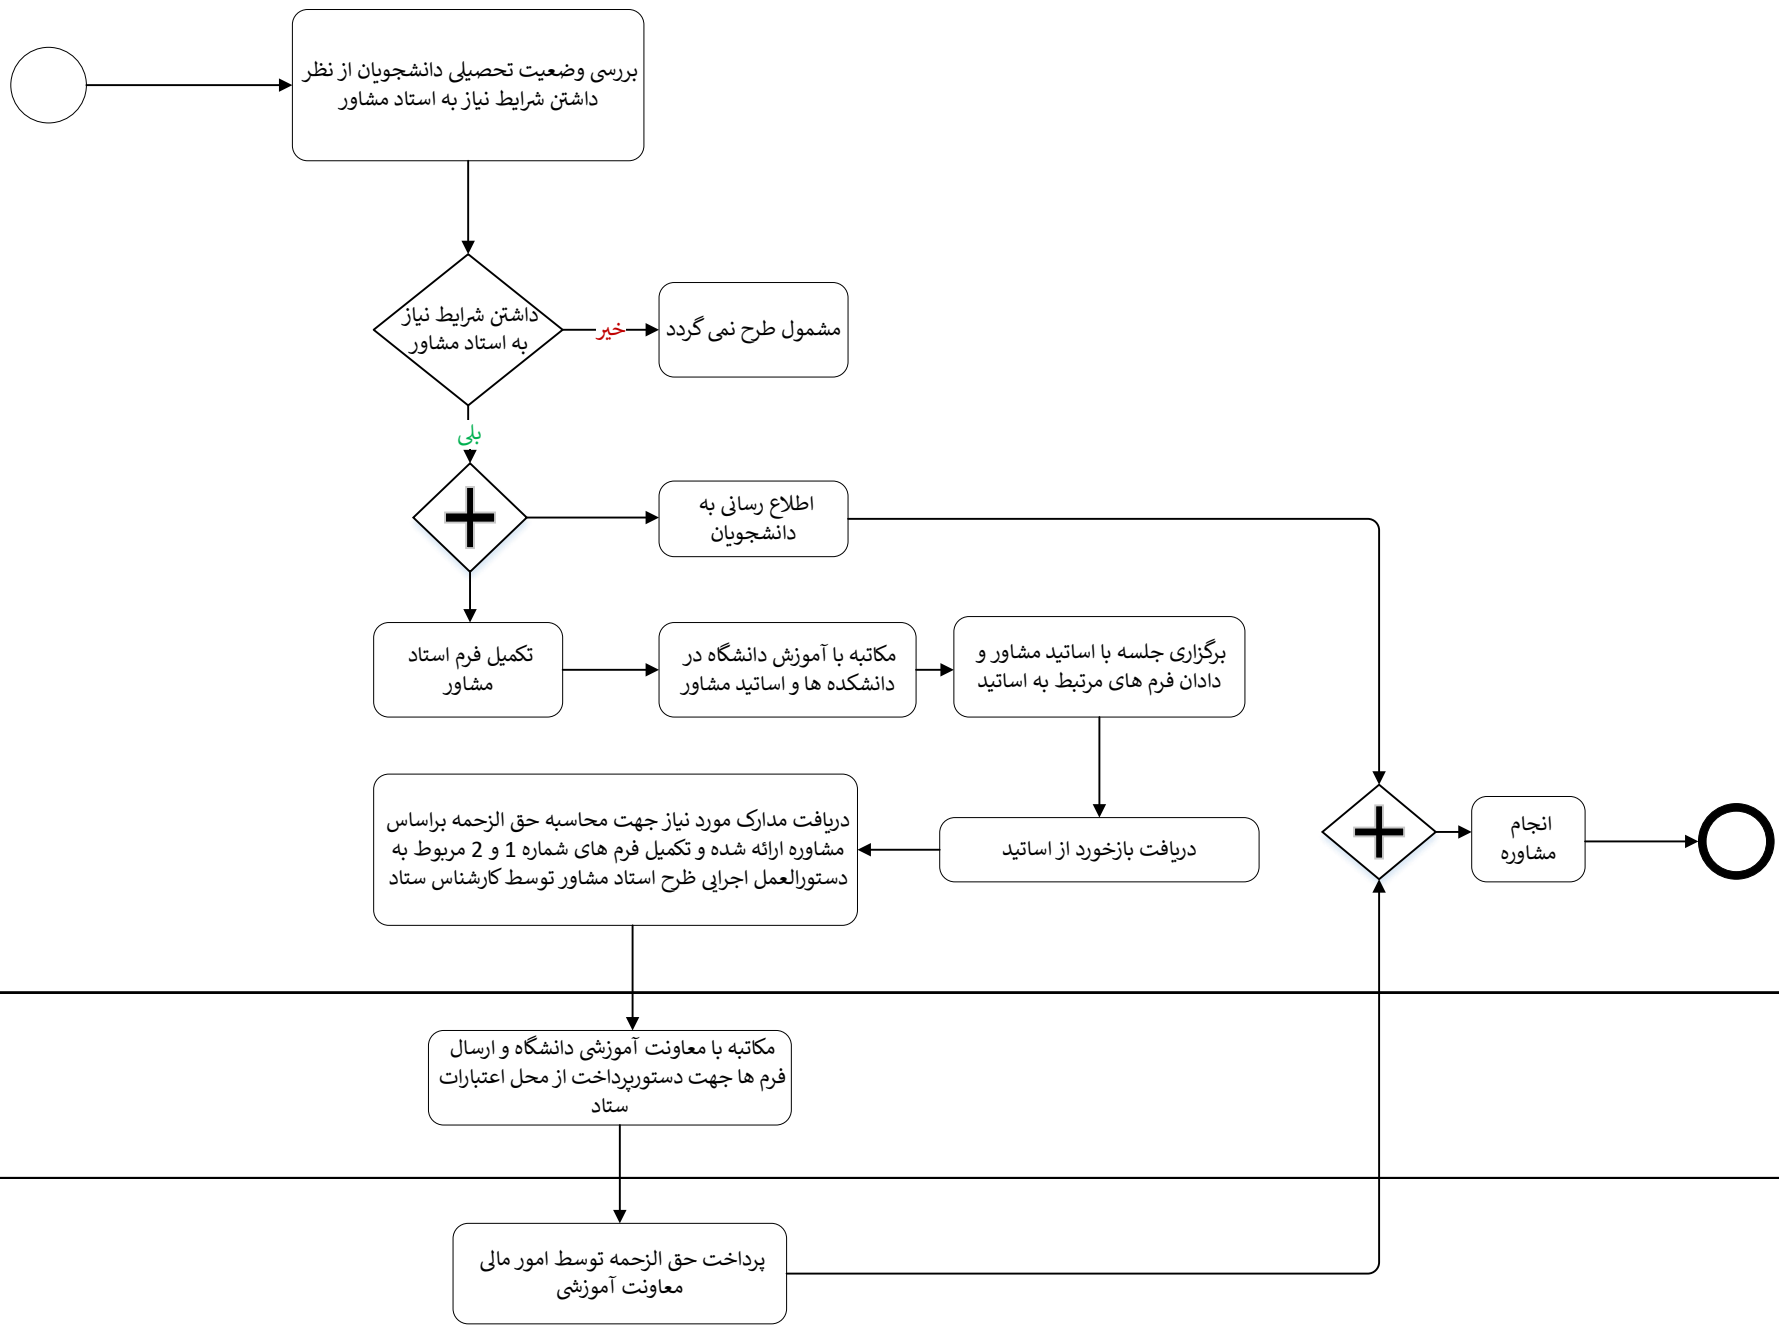 بررسی وضعیت تحصیلی دانشجویان از نظر
داشتن شرایط نیاز به استاد مشاور
داشتن شرایط نیاز
به استاد مشاور
خیر
مشمول طرح نمی گردد
بلی
اطلاع رسانی به
دانشجویان
تکمیل فرم استاد
مشاور
مکاتبه با آموزش دانشگاه در
دانشکده ها و اساتید مشاور
برگزاری جلسه با اساتید مشاور و
دادان فرم های مرتبط به اساتید
دریافت بازخورد از اساتید
دریافت مدارک مورد نیاز جهت محاسبه حق الزحمه براساس
مشاوره ارائه شده و تکمیل فرم های شماره 1 و 2 مربوط به
دستورالعمل اجرایی ظرح استاد مشاور توسط کارشناس ستاد
انجام
مشاوره
مکاتبه با معاونت آموزشی دانشگاه و ارسال
فرم ها جهت دستورپرداخت از محل اعتبارات
ستاد
پرداخت حق الزحمه توسط امور مالی
معاونت آموزشی